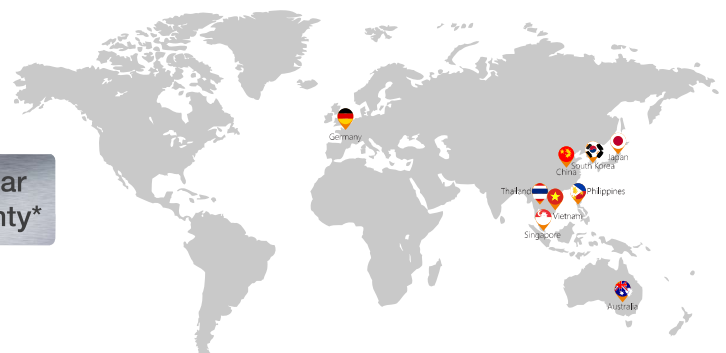 Germany
South Korea
Japan
China
Thailand
Philippines
Vietnam
Singapore
ar
nty*
Australia